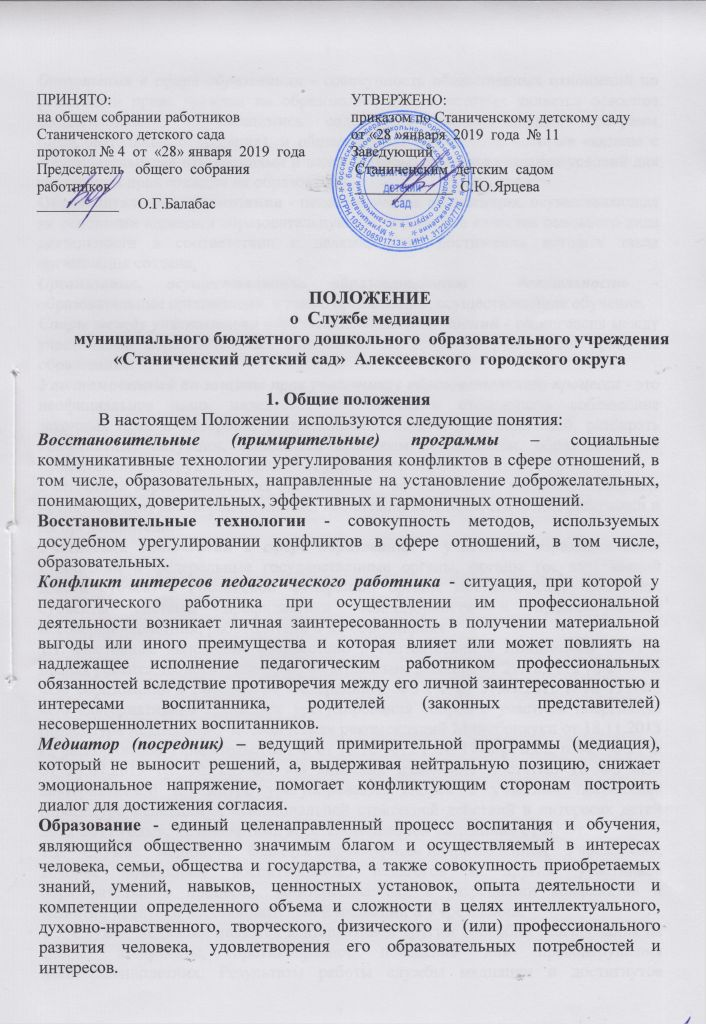 ПРИНЯТО:
на общем собрании работников
Станиченского детского сада
протокол № 4 от «28» января 2019 года
Председатель общего собрания
работников
О.Г.Балабас
УТВЕРЖЕНО:
приказом по Станиченскому детскому саду
от «28 »января 2019 года № 11
Заведующий
Станиченским детским садом
С.Ю.Ярцева
детский
сад
ИНН
ПОЛОЖЕНИЕ
о Службе медиации
муниципального бюджетного дошкольного образовательного учреждения
«Станиченский детский сад» Алексеевского городского округа
1. Общие положения
В настоящем Положении используются следующие понятия:
Восстановительные (примирительные) программы – социальные
коммуникативные технологии урегулирования конфликтов в сфере отношений, в
том числе, образовательных, направленные на установление доброжелательных,
понимающих, доверительных, эффективных и гармоничных отношений.
Восстановительные технологии - совокупность методов, используемых
досудебном урегулировании конфликтов в сфере отношений, в том числе,
образовательных.
Конфликт интересов педагогического работника - ситуация, при которой у
педагогического работника при осуществлении им профессиональной
деятельности возникает личная заинтересованность в получении материальной
выгоды или иного преимущества и которая влияет или может повлиять на
надлежащее исполнение педагогическим работником профессиональных
обязанностей вследствие противоречия между его личной заинтересованностью и
интересами воспитанника, родителей (законных представителей)
несовершеннолетних воспитанников.
Медиатор (посредник) – ведущий примирительной программы (медиация),
который не выносит решений, а, выдерживая нейтральную позицию, снижает
эмоциональное напряжение, помогает конфликтующим сторонам построить
диалог для достижения согласия.
Образование - единый целенаправленный процесс воспитания и обучения,
являющийся общественно значимым благом и осуществляемый в интересах
человека, семьи, общества и государства, а также совокупность приобретаемых
знаний, умений, навыков, ценностных установок, опыта деятельности и
компетенции определенного объема и сложности в целях интеллектуального,
духовно-нравственного, творческого, физического и (или) профессионального
развития человека, удовлетворения его образовательных потребностей и
интересов.